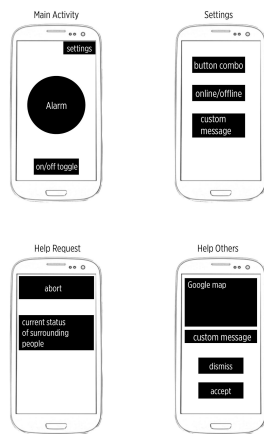 Main Activity
settings
Alarm
on/off toggle
Settings
button combo
online/offline
custom
message
Help Request
abort
current status
of surrounding
people
Help Others
Google map
custom message
dismiss
accept